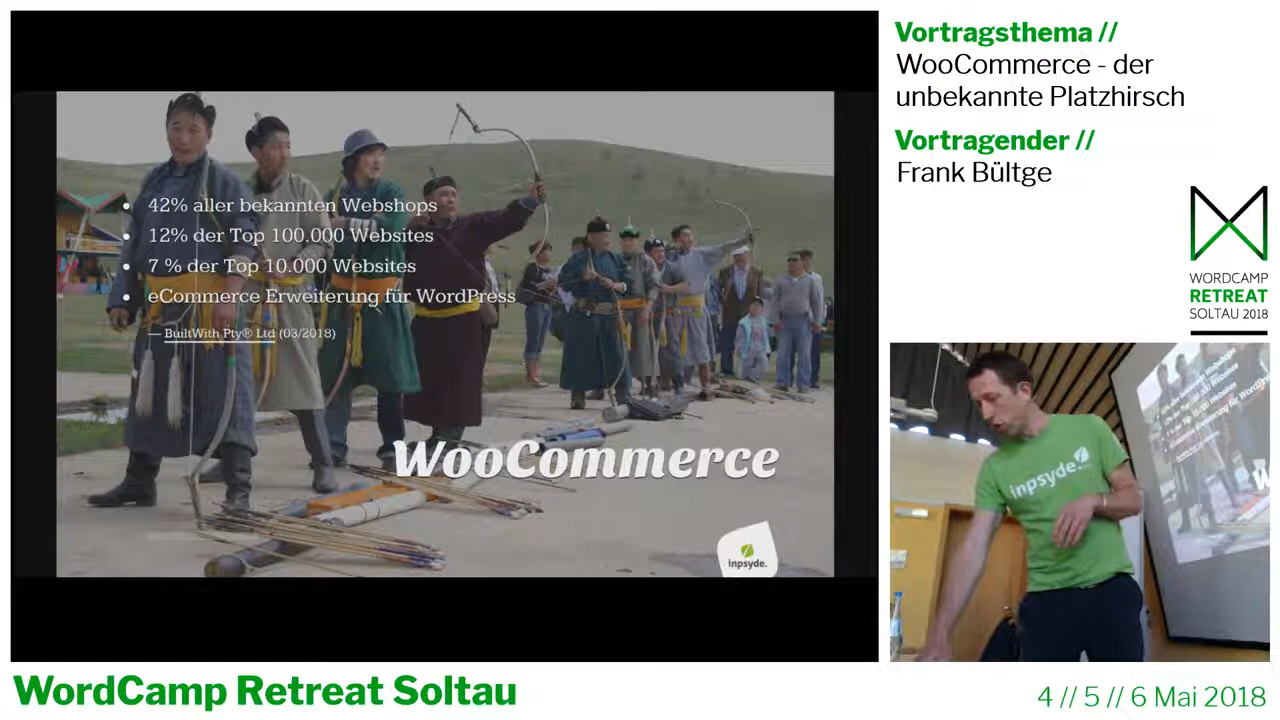 Vortragsthema //
WooCommerce - der
unbekannte Platzhirsch
Vortragender //
Frank Bültge
WORDCAMP
RETREAT
SOLTAU 2018
• 42% aller bekannten Webshops
• 12% der Top 100.000 Websites
• 7 % der Top 10.000 Websites
• eCommerce Erweiterung für WordPress
— BuiltWith Pty® Ltd (03/2018)
WooCommerce
inpsyde.
inpsyde.
WordCamp Retreat Soltau
4 // 5 // 6 Mai 2018